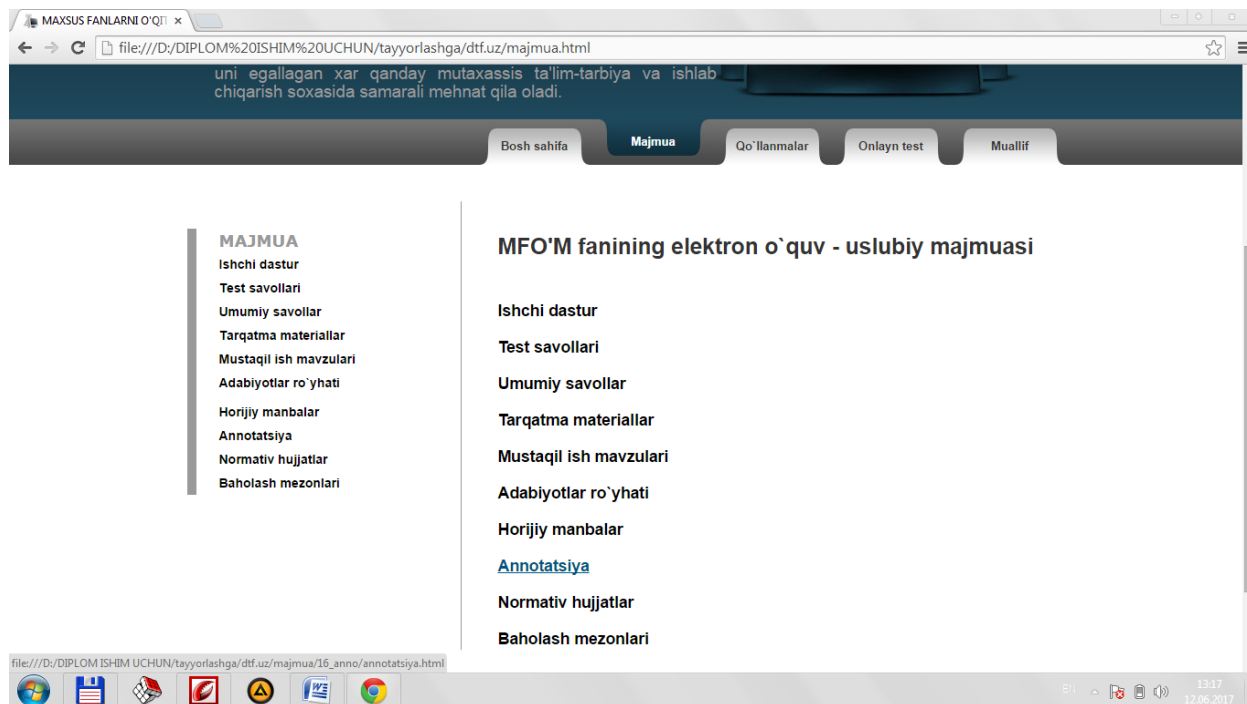 MAXSUS FANLARNI O'QIT
file:///D:/DIPLOM%20ISHIM%20UCHUN/tayyorlashga/dtf.uz/majmua.html
uni egallagan xar qanday mutaxassis ta'lim-tarbiya va ishlab
chiqarish soxasida samarali mehnat qila oladi.
Bosh sahifa Majmua Qo`llanmalar Onlayn test Muallif
MAJMUA
Ishchi dastur
Test savollari
Umumiy savollar
Tarqatma materiallar
Mustaqil ish mavzulari
Adabiyotlar ro`yhati
Horijiy manbalar
Annotatsiya
Normativ hujjatlar
Baholash mezonlari
MFO'M fanining elektron o`quv - uslubiy majmuasi
Ishchi dastur
Test savollari
Umumiy savollar
Tarqatma materiallar
Mustaqil ish mavzulari
Adabiyotlar ro`yhati
Horijiy manbalar
Annotatsiya
Normativ hujjatlar
Baholash mezonlari
file:///D:/DIPLOM ISHIM UCHUN/tayyorlashga/dtf.uz/majmua/16_anno/annotatsiya.html
EN
13:17
12.06.2017